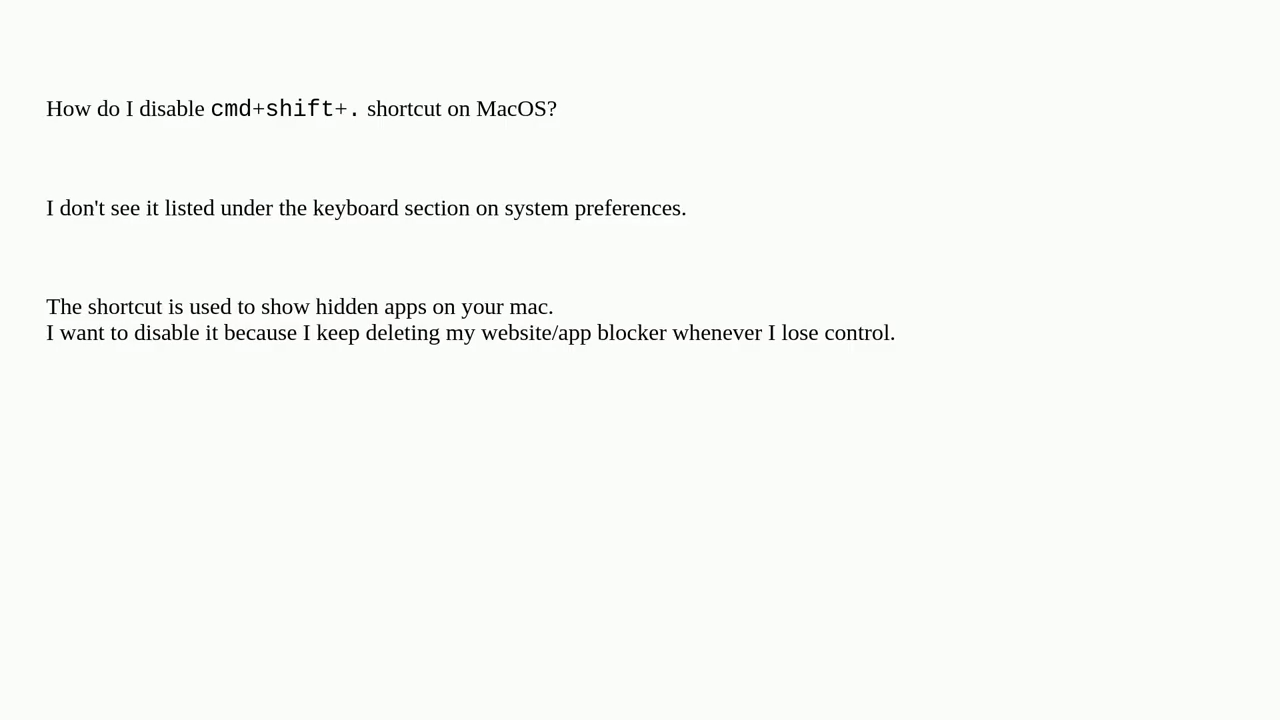 How do I disable cmd+shift+. shortcut on MacOS?
I don't see it listed under the keyboard section on system preferences.
The shortcut is used to show hidden apps on your mac.
I want to disable it because I keep deleting my website/app blocker whenever I lose control.